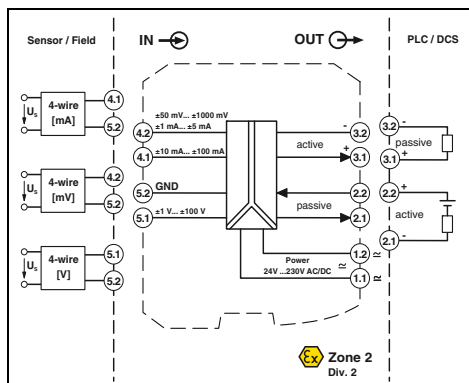 Sensor / Field
IN
OUT
PLC / DCS
Us
4-wire
[mA]
4.1
5.2
±50 mV... ±1000 mV
±1 mA... ±5 mA
4.2
±10 mA... ±100 mA
4.1
-
3.2
active
+
3.1
3.2
-
passive
3.1
+
Us
4-wire
[mV]
4.2
5.2
GND
5.2
±1 V... ±100 V
5.1
2.2
passive
2.1
2.2
+
active
2.1
-
Us
4-wire
[V]
5.1
5.2
Power
24V ...230V AC/DC
1.2
≂
≂
1.1
≂
Ex
Zone 2
Div. 2